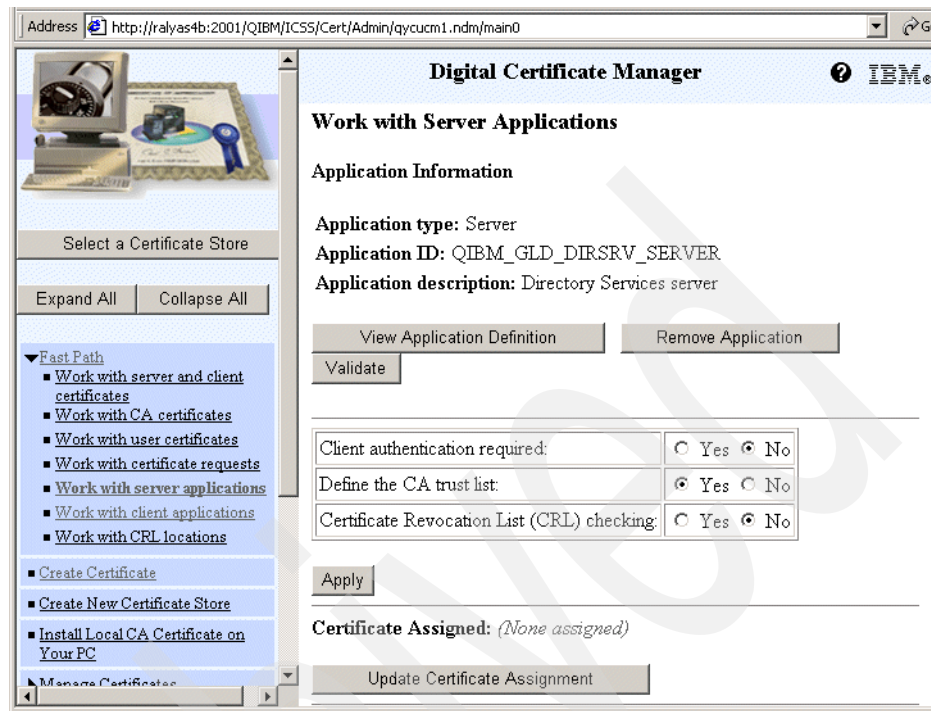 Address http://ralyas4b:2001/QIBM/ICSS/Cert/Admin/qycucm1.ndm/main0
Select a Certificate Store
Expand All Collapse All
Fast Path
Work with server and client
certificates
Work with CA certificates
Work with user certificates
Work with certificate requests
Work with server applications
Work with client applications
Work with CRL locations
Create Certificate
Create New Certificate Store
Install Local CA Certificate on
Your PC
Manage Certificates
Digital Certificate Manager
IBM®
Work with Server Applications
Application Information
Application type: Server
Application ID: QIBM_GLD_DIRSRV_SERVER
Application description: Directory Services server
View Application Definition Remove Application
Validate
Client authentication required: Yes No
Define the CA trust list: Yes No
Certificate Revocation List (CRL) checking: Yes No
Apply
Certificate Assigned: (None assigned)
Update Certificate Assignment